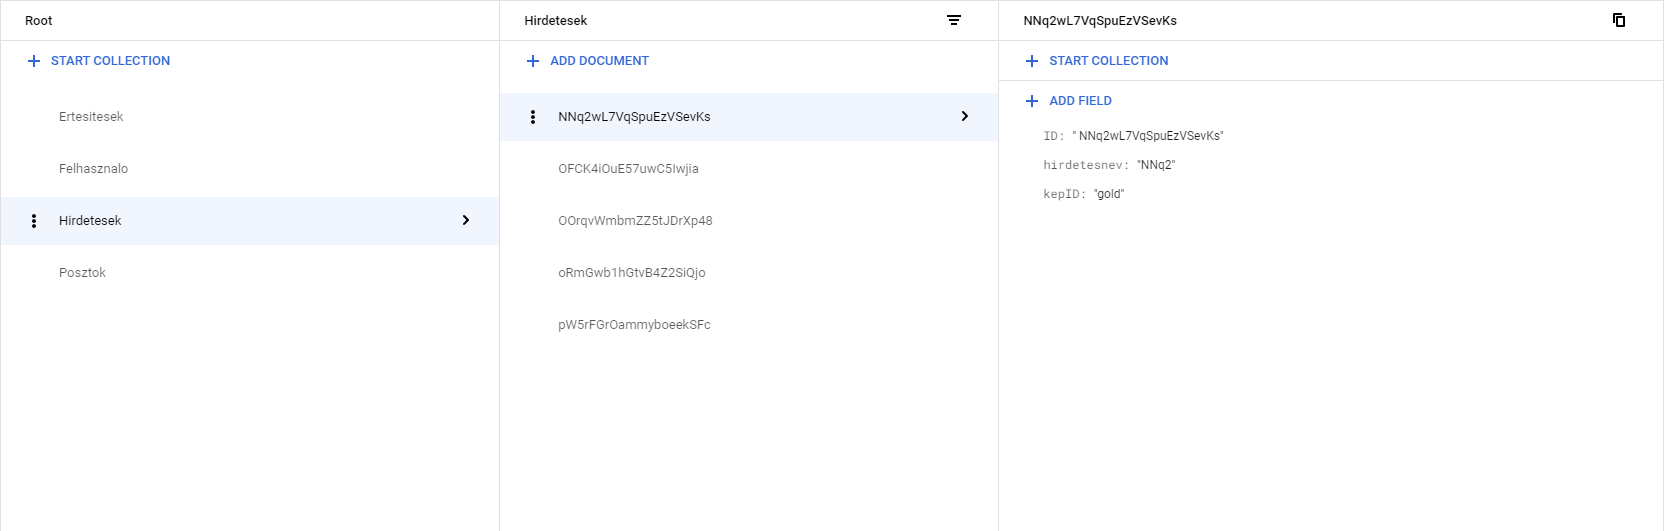 Root
START COLLECTION
Ertesitesek
Felhasznalo
Hirdetesek
Posztok
Hirdetesek
ADD DOCUMENT
NNq2wL7VqSpuEzVSevKs
OFCK4iOuE57uwC5Iwjia
OOrqvWmbmZZ5tJDrXp48
oRmGwb1hGtvB4Z2SiQjo
pW5rFGrOammyboeekSFc
NNq2wL7VqSpuEzVSevKs
START COLLECTION
ADD FIELD
ID: " NNq2wL7VqSpuEzVSevKs"
hirdetesnev: "NNq2"
kepID: "gold"